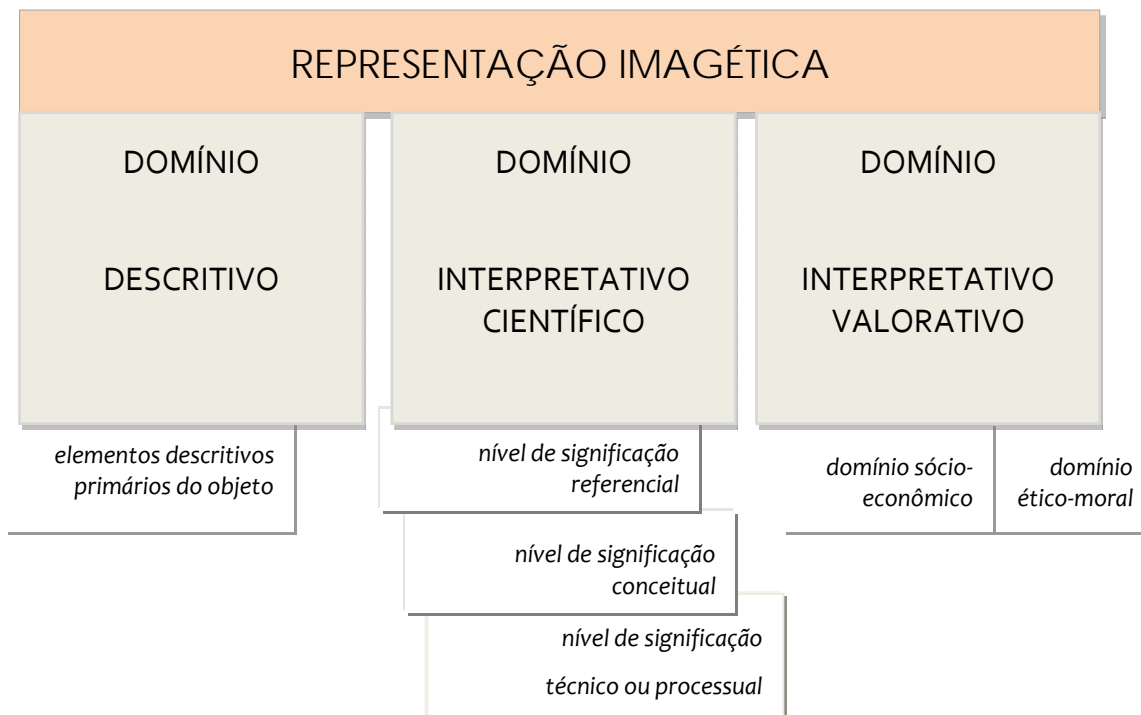 REPRESENTAÇÃO IMAGÉTICA
DOMÍNIO
DESCRITIVO
elementos descritivos
primários do objeto
DOMÍNIO
INTERPRETATIVO
CIENTÍFICO
nível de significação
referencial
nível de significação
conceitual
nível de significação
técnico ou processual
DOMÍNIO
INTERPRETATIVO
VALORATIVO
domínio sócio-
econômico
domínio
ético-moral